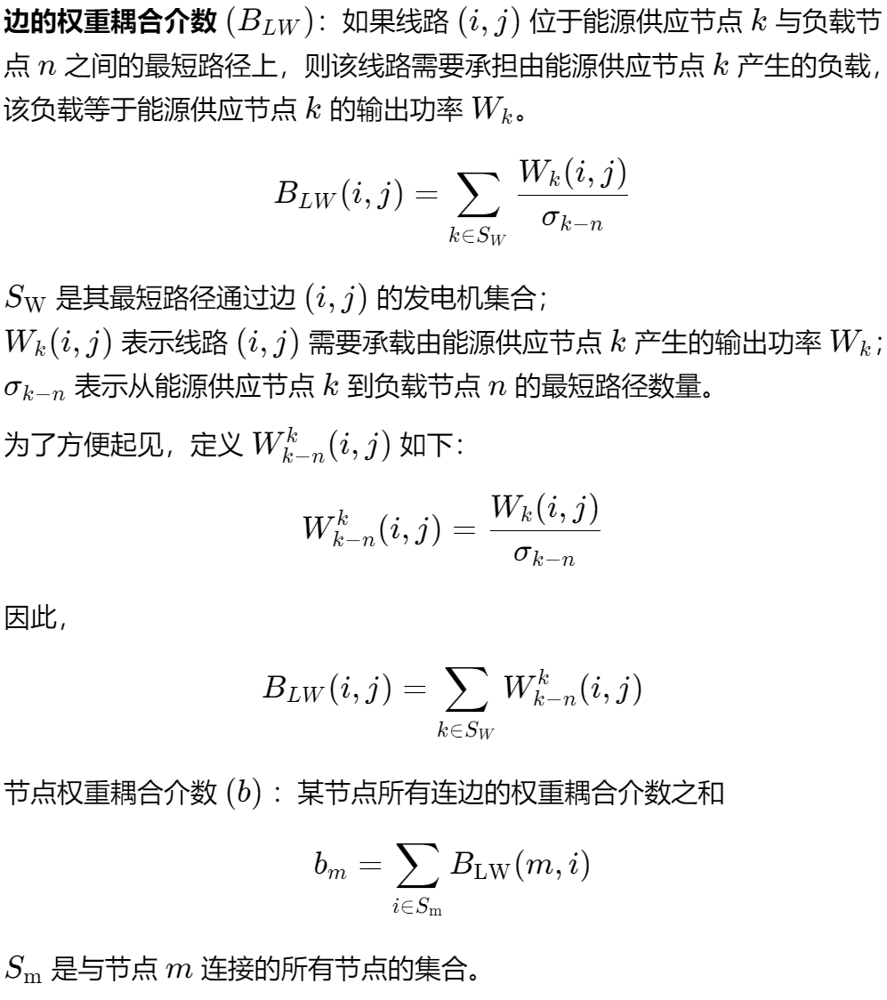 边的权重耦合介数 (B_{LW})：如果线路 (i, j) 位于能源供应节点 k 与负载节
点 n 之间的最短路径上，则该线路需要承担由能源供应节点 k 产生的负载，
该负载等于能源供应节点 k 的输出功率 W_k。
B_{LW}(i, j) = \sum_{k \in S_W} \frac{W_k(i, j)}{\sigma_{k-n}}
S_W 是其最短路径通过边 (i, j) 的发电机集合；
W_k(i, j) 表示线路 (i, j) 需要承载由能源供应节点 k 产生的输出功率 W_k；
\sigma_{k-n} 表示从能源供应节点 k 到负载节点 n 的最短路径数量。
为了方便起见，定义 W_{k-n}^k(i, j) 如下：
W_{k-n}^k(i, j) = \frac{W_k(i, j)}{\sigma_{k-n}}
因此，
B_{LW}(i, j) = \sum_{k \in S_W} W_{k-n}^k(i, j)
节点权重耦合介数 (b)：某节点所有连边的权重耦合介数之和
b_m = \sum_{i \in S_m} B_{LW}(m, i)
S_m 是与节点 m 连接的所有节点的集合。